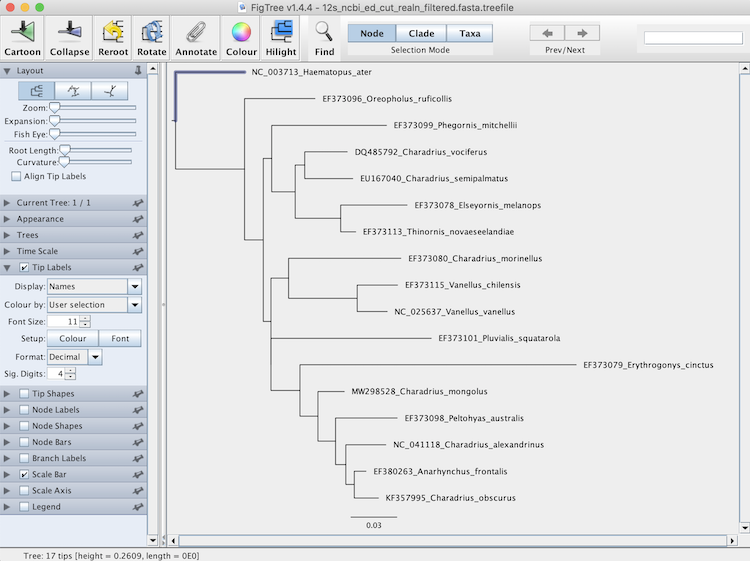 FigTree v1.4.4 - 12s_ncbi_ed_cut_realn_filtered.fasta.treefile
Cartoon Collapse Reroot Rotate Annotate Colour Hilight Find
Node Clade Taxa
Selection Mode
Prev/Next
Layout
Zoom:
Expansion:
Fish Eye:
Root Length:
Curvature:
Align Tip Labels
Current Tree: 1 / 1
Appearance
Trees
Time Scale
Tip Labels
Display: Names
Colour by: User selection
Font Size: 11
Setup: Colour Font
Format: Decimal
Sig. Digits: 4
Tip Shapes
Node Labels
Node Shapes
Node Bars
Branch Labels
Scale Bar
Scale Axis
Legend
NC_003713_Haematopus_ater
EF373096_Oreopholus_ruficollis
EF373099_Phegornis_mitchellii
DQ485792_Charadrius_vociferus
EU167040_Charadrius_semipalmatus
EF373078_Elseyornis_melanops
EF373113_Thinornis_novaeseelandiae
EF373080_Charadrius_morinellus
EF373115_Vanellus_chilensis
NC_025637_Vanellus_vanellus
EF373101_Pluvialis_squatarola
EF373079_Erythrogonys_cinctus
MW298528_Charadrius_mongolus
EF373098_Peltohyas_australis
NC_041118_Charadrius_alexandrinus
EF380263_Anarhynchus_frontalis
KF357995_Charadrius_obscurus
0.03
Tree: 17 tips [height = 0.2609, length = 0E0]